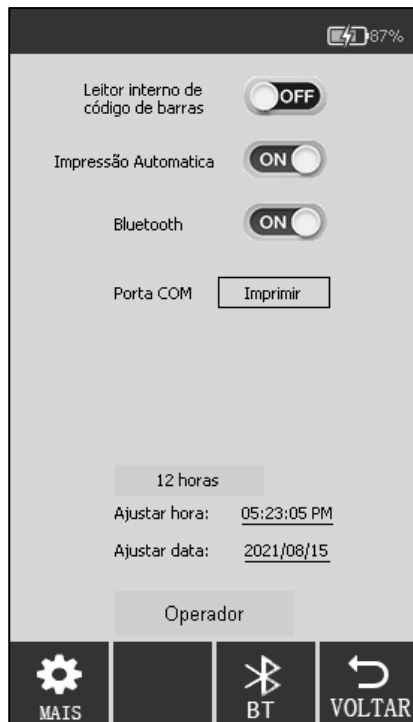 87%
Leitor interno de
código de barras
OFF
Impressão Automatica
ON
Bluetooth
ON
Porta COM
Imprimir
12 horas
Ajustar hora: 05:23:05 PM
Ajustar data: 2021/08/15
Operador
MAIS
BT
VOLTAR